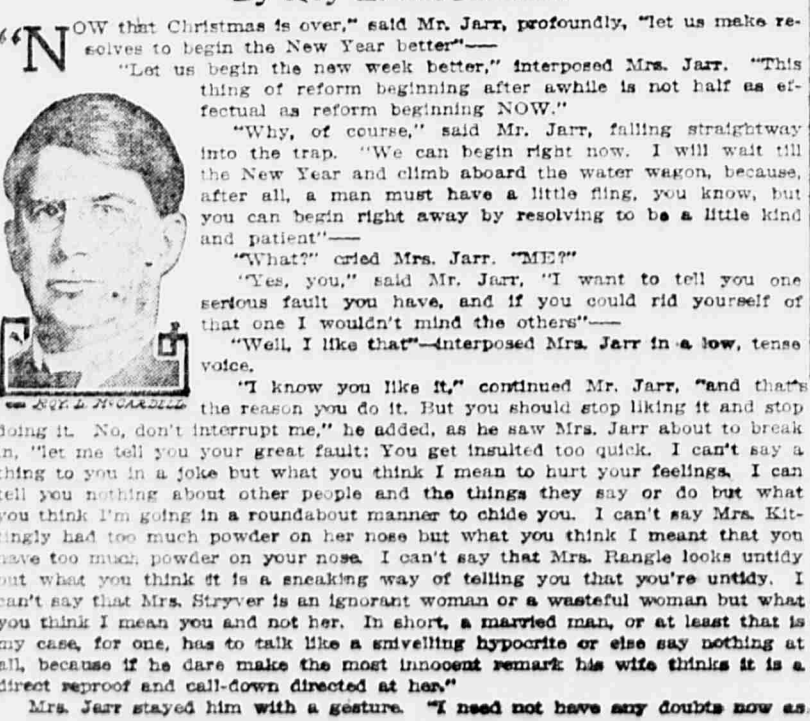 "NOW that Christmas is over," said Mr. Jarr, profoundly, "let us make re-
solves to begin the New Year better"—
"Let us begin the new week better," interposed Mrs. Jarr. "This
thing of reform beginning after awhile is not half as ef-
fectual as reform beginning NOW."
"Why, of course," said Mr. Jarr, falling straightway
into the trap. "We can begin right now. I will wait till
the New Year and climb aboard the water wagon, because,
after all, a man must have a little fling, you know, but
you can begin right away by resolving to be a little kind
and patient"—
"What?" cried Mrs. Jarr. "ME?"
"Yes, you," said Mr. Jarr, "I want to tell you one
serious fault you have, and if you could rid yourself of
that one I wouldn't mind the others"—
"Well, I like that"—interposed Mrs. Jarr in a low, tense
voice.
"I know you like it," continued Mr. Jarr, "and that's
ROY. L. McCARDELL
the reason you do it. But you should stop liking it and stop
doing it. No, don't interrupt me," he added, as he saw Mrs. Jarr about to break
in, "let me tell you your great fault: You get insulted too quick. I can't say a
thing to you in a joke but what you think I mean to hurt your feelings. I can
tell you nothing about other people and the things they say or do but what
you think I'm going in a roundabout manner to chide you. I can't say Mrs. Kit-
tingly had too much powder on her nose but what you think I meant that you
have too much powder on your nose. I can't say that Mrs. Rangle looks untidy
but what you think it is a sneaking way of telling you that you're untidy. I
can't say that Mrs. Stryver is an ignorant woman or a wasteful woman but what
you think I mean you and not her. In short, a married man, or at least that is
my case, for one, has to talk like a snivelling hypocrite or else say nothing at
all, because if he dare make the most innocent remark his wife thinks it is a
direct reproof and call-down directed at her."
Mrs. Jarr stayed him with a gesture. "I need not have any doubts now as